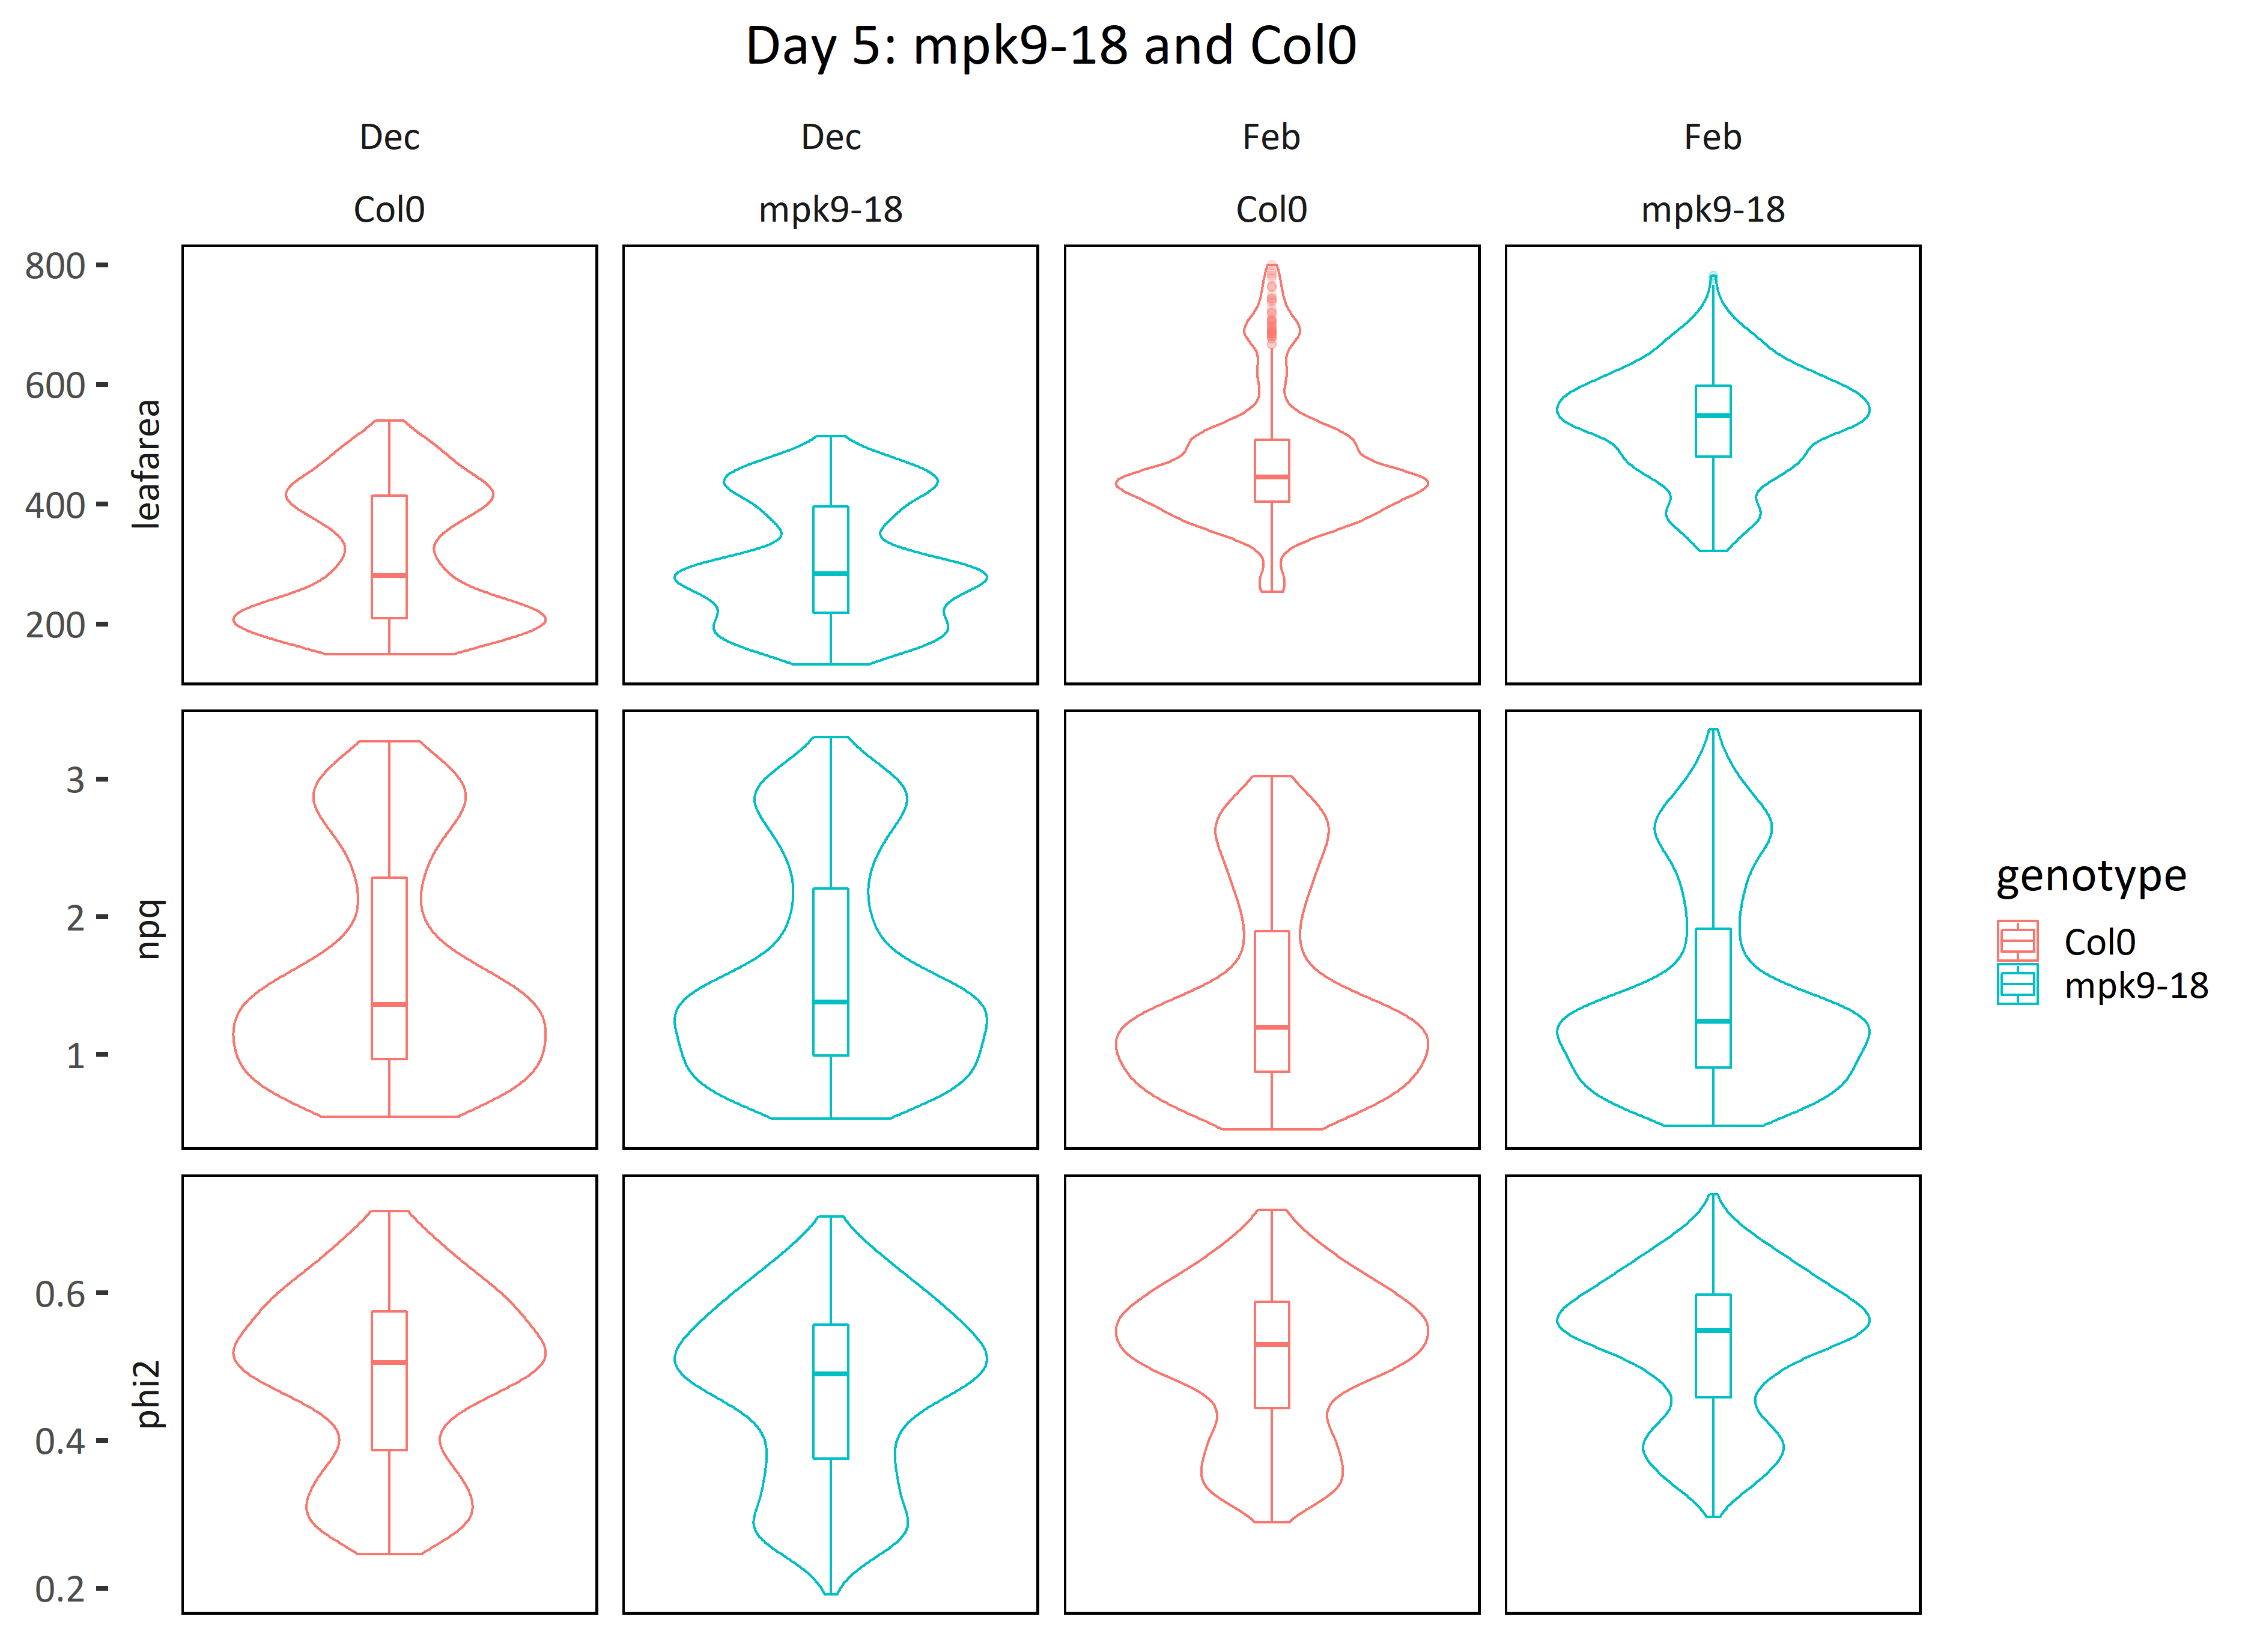 Day 5: mpk9-18 and Col0
Dec Dec Feb Feb
Col0 mpk9-18 Col0 mpk9-18
800
600
400
200
leafarea
3
2
1
npq
0.6
0.4
0.2
phi2
genotype
Col0
mpk9-18